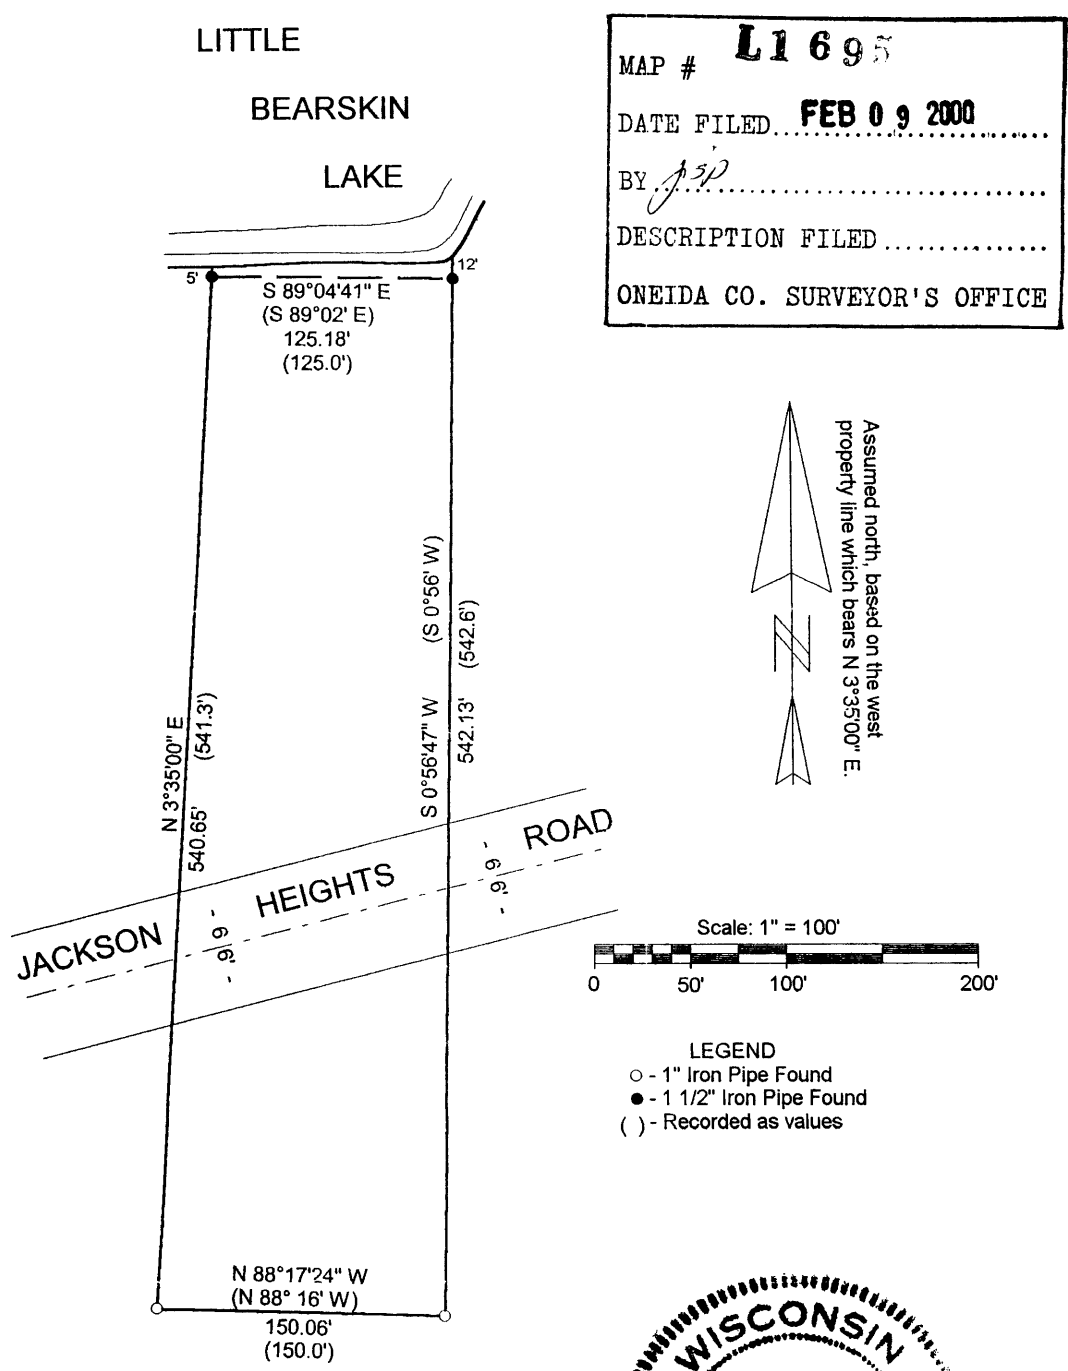 LITTLE
BEARSKIN
LAKE
MAP # L1695
DATE FILED FEB 09 2000
BY jsp
DESCRIPTION FILED
ONEIDA CO. SURVEYOR'S OFFICE
5'
12'
S 89°04'41" E
(S 89°02' E)
125.18'
(125.0')
Assumed north, based on the west
property line which bears N 3°35'00" E.
N
(S 0°56' W)
(542.6')
S 0°56'47" W
542.13'
N 3°35'00" E
(541.3')
540.65'
JACKSON HEIGHTS ROAD
- 66' -
- 66' -
Scale: 1" = 100'
0 50' 100' 200'
LEGEND
○ - 1" Iron Pipe Found
● - 1 1/2" Iron Pipe Found
( ) - Recorded as values
N 88°17'24" W
(N 88° 16' W)
150.06'
(150.0')
WISCONSIN